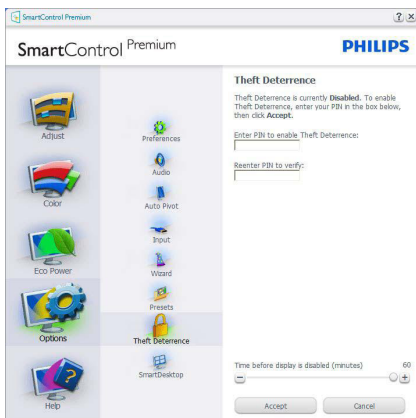 SmartControl Premium
SmartControl Premium
PHILIPS
Adjust
Color
Eco Power
Options
Help
Preferences
Audio
Auto Pivot
Input
Wizard
Presets
Theft Deterrence
SmartDesktop
Theft Deterrence
Theft Deterrence is currently Disabled. To enable
Theft Deterrence, enter your PIN in the box below,
then click Accept.
Enter PIN to enable Theft Deterrence:
Reenter PIN to verify:
Time before display is disabled (minutes) 60
Accept Cancel